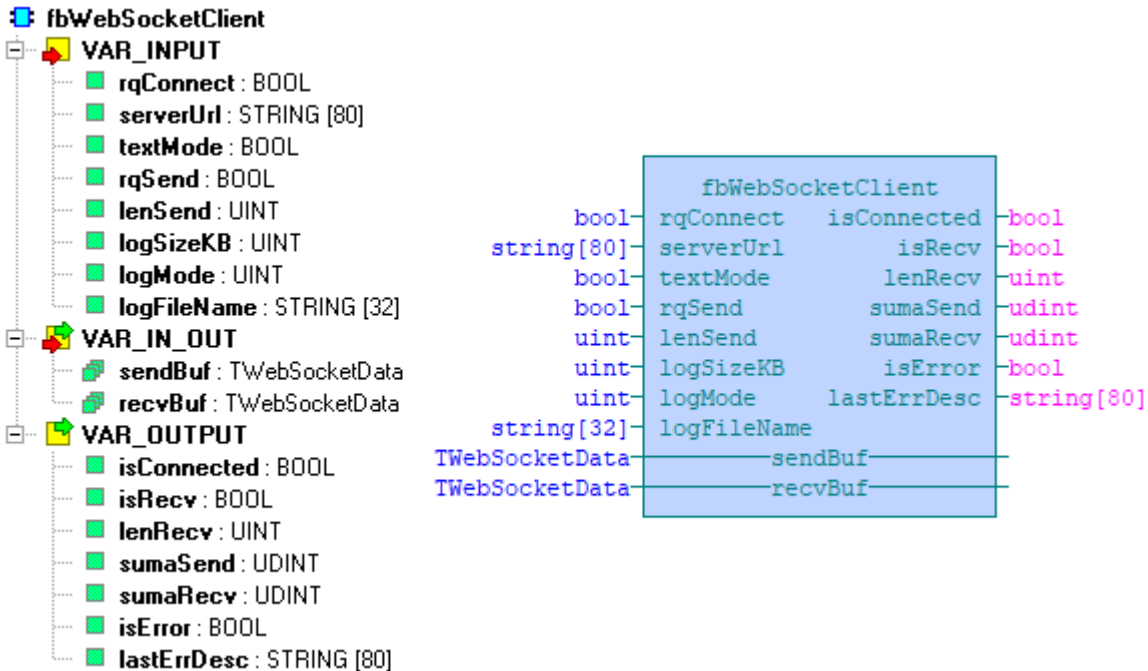 fbWebSocketClient
VAR_INPUT
rqConnect : BOOL
serverUrl : STRING [80]
textMode : BOOL
rqSend : BOOL
lenSend : UINT
logSizeKB : UINT
logMode : UINT
logFileName : STRING [32]
VAR_IN_OUT
sendBuf : TWebSocketData
recvBuf : TWebSocketData
VAR_OUTPUT
isConnected : BOOL
isRecv : BOOL
lenRecv : UINT
sumaSend : UDINT
sumaRecv : UDINT
isError : BOOL
lastErrDesc : STRING [80]
fbWebSocketClient
bool rqConnect isConnected bool
string[80] serverUrl isRecv bool
bool textMode lenRecv uint
bool rqSend sumaSend udint
uint lenSend sumaRecv udint
uint logSizeKB isError bool
uint logMode lastErrDesc string[80]
string[32] logFileName
TWebSocketData sendBuf
TWebSocketData recvBuf